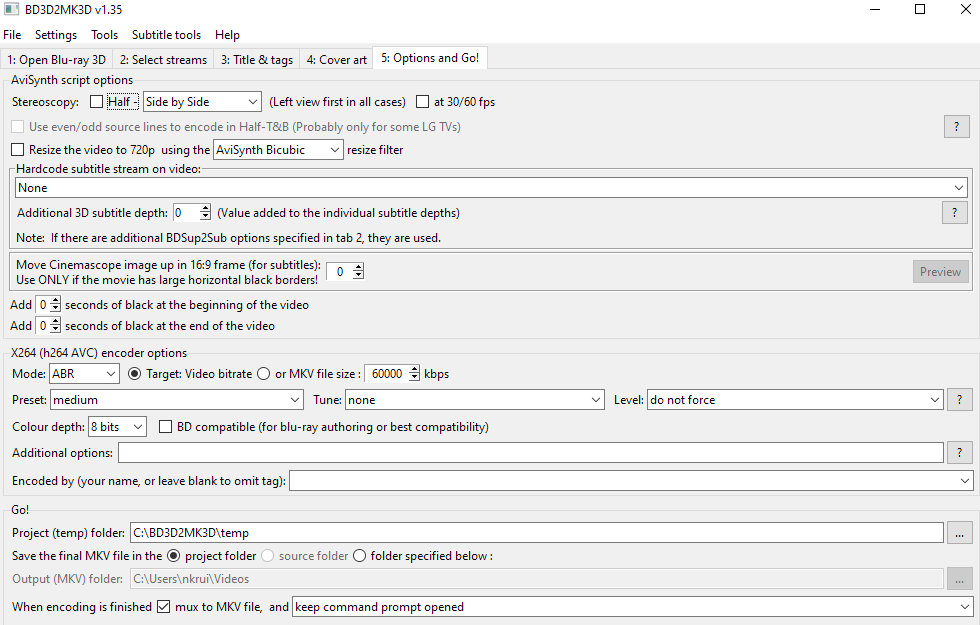 BD3D2MK3D v1.35
File Settings Tools Subtitle tools Help
1: Open Blu-ray 3D 2: Select streams 3: Title & tags 4: Cover art 5: Options and Go!
AviSynth script options
Stereoscopy: Half - Side by Side (Left view first in all cases) at 30/60 fps
Use even/odd source lines to encode in Half-T&B (Probably only for some LG TVs) ?
Resize the video to 720p using the AviSynth Bicubic resize filter
Hardcode subtitle stream on video:
None
Additional 3D subtitle depth: 0 (Value added to the individual subtitle depths) ?
Note: If there are additional BDSup2Sub options specified in tab 2, they are used.
Move Cinemascope image up in 16:9 frame (for subtitles): 0 Preview
Use ONLY if the movie has large horizontal black borders!
Add 0 seconds of black at the beginning of the video
Add 0 seconds of black at the end of the video
X264 (h264 AVC) encoder options
Mode: ABR Target: Video bitrate or MKV file size : 60000 kbps
Preset: medium Tune: none Level: do not force ?
Colour depth: 8 bits BD compatible (for blu-ray authoring or best compatibility)
Additional options: ?
Encoded by (your name, or leave blank to omit tag):
Go!
Project (temp) folder: C:\BD3D2MK3D\temp ...
Save the final MKV file in the project folder source folder folder specified below :
Output (MKV) folder: C:\Users\nkrui\Videos ...
When encoding is finished mux to MKV file, and keep command prompt opened